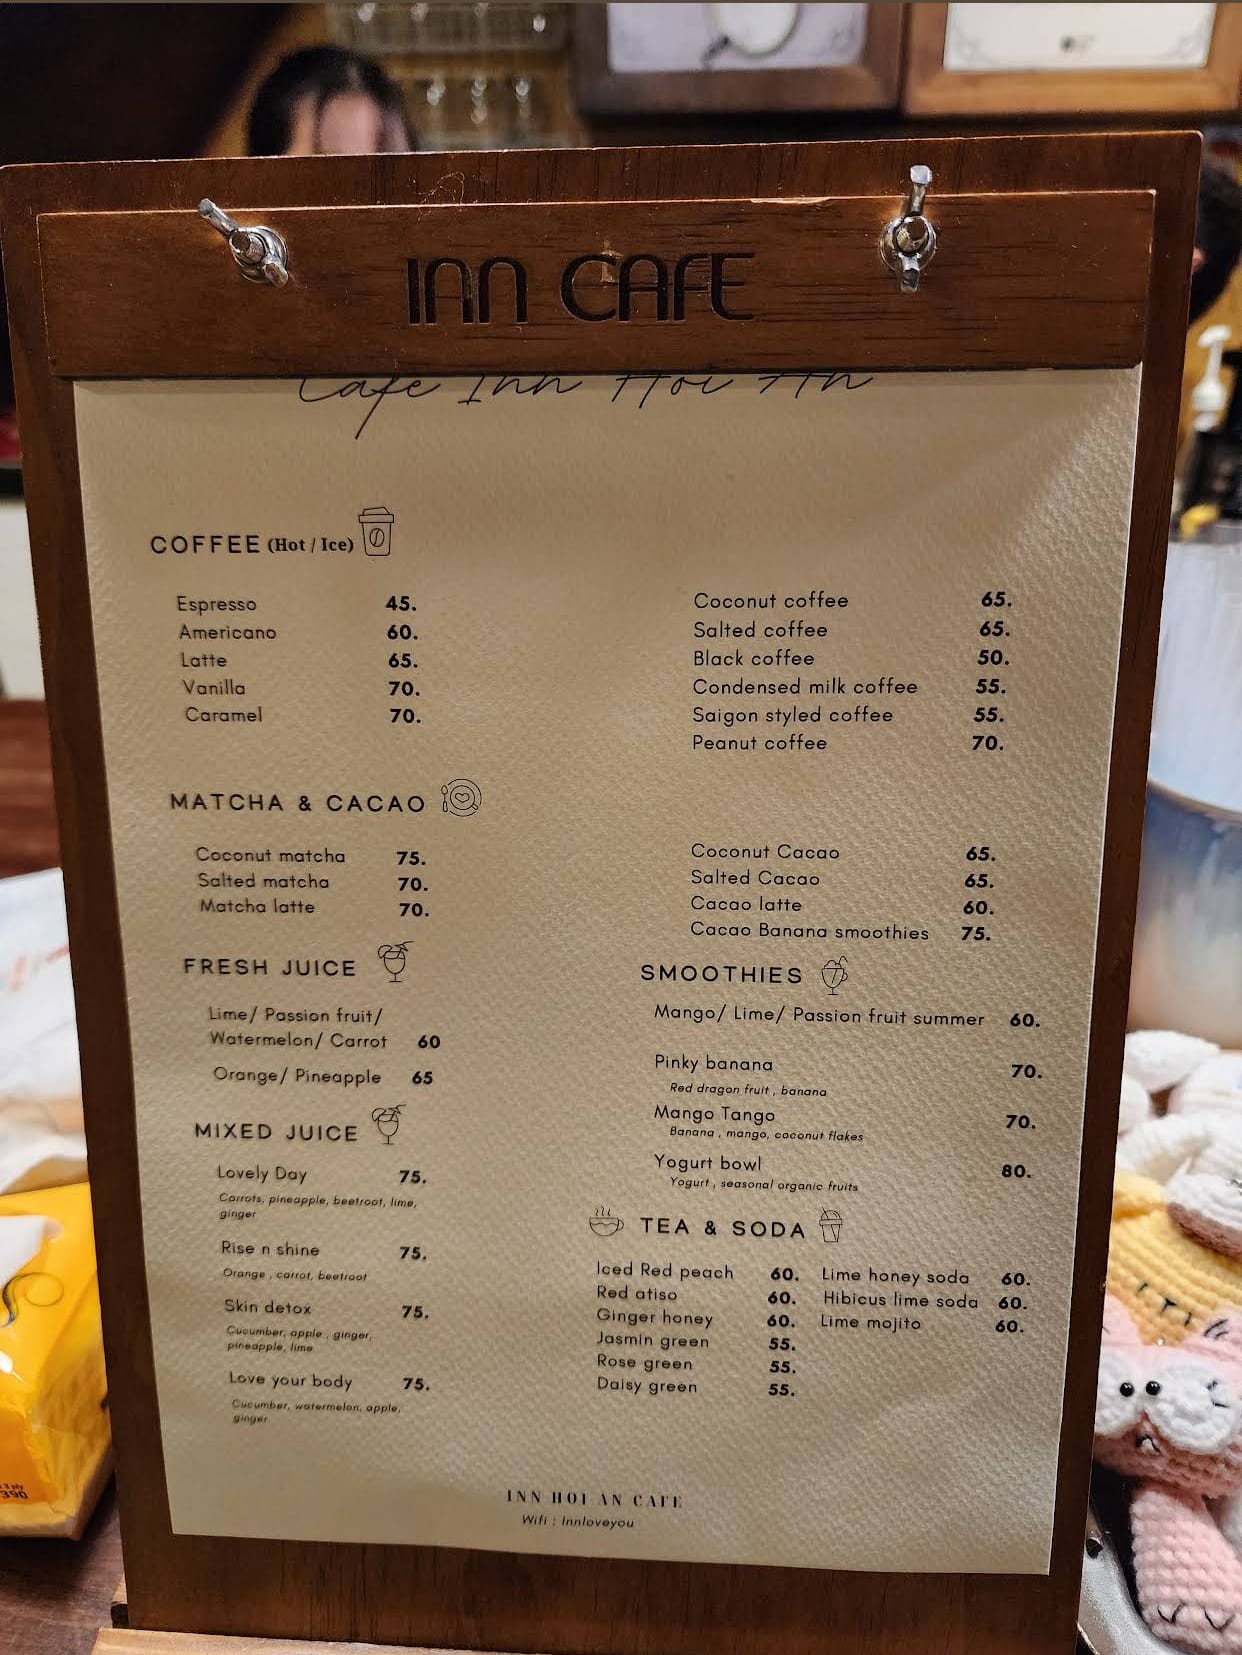 INN CAFE
Cafe Inn Hoi An
COFFEE (Hot / Ice)
Espresso 45.
Americano 60.
Latte 65.
Vanilla 70.
Caramel 70.
Coconut coffee 65.
Salted coffee 65.
Black coffee 50.
Condensed milk coffee 55.
Saigon styled coffee 55.
Peanut coffee 70.
MATCHA & CACAO
Coconut matcha 75.
Salted matcha 70.
Matcha latte 70.
Coconut Cacao 65.
Salted Cacao 65.
Cacao latte 60.
Cacao Banana smoothies 75.
FRESH JUICE
Lime/ Passion fruit/
Watermelon/ Carrot 60
Orange/ Pineapple 65
MIXED JUICE
Lovely Day 75.
Carrots, pineapple, beetroot, lime,
ginger
Rise n shine 75.
Orange , carrot, beetroot
Skin detox 75.
Cucumber, apple , ginger,
pineapple, lime
Love your body 75.
Cucumber, watermelon, apple,
ginger
SMOOTHIES
Mango/ Lime/ Passion fruit summer 60.
Pinky banana 70.
Red dragon fruit , banana
Mango Tango 70.
Banana , mango, coconut flakes
Yogurt bowl 80.
Yogurt , seasonal organic fruits
TEA & SODA
Iced Red peach 60.
Red atiso 60.
Ginger honey 60.
Jasmin green 55.
Rose green 55.
Daisy green 55.
Lime honey soda 60.
Hibicus lime soda 60.
Lime mojito 60.
INN HOI AN CAFE
Wifi : Innloveyou
3 ply
390